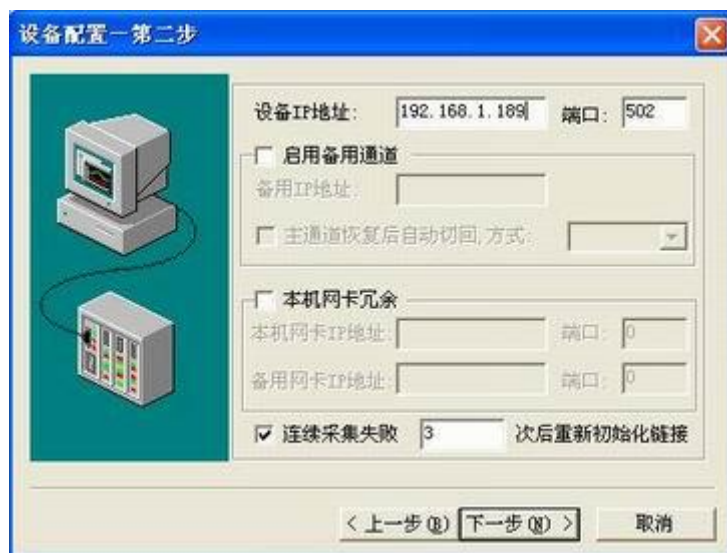 设备配置－第二步
设备IP地址: 192.168.1.189 端口: 502
启用备用通道
备用IP地址:
主通道恢复后自动切回,方式:
本机网卡冗余
本机网卡IP地址: 端口: 0
备用网卡IP地址: 端口: 0
连续采集失败 3 次后重新初始化链接
< 上一步(B) 下一步(N) > 取消